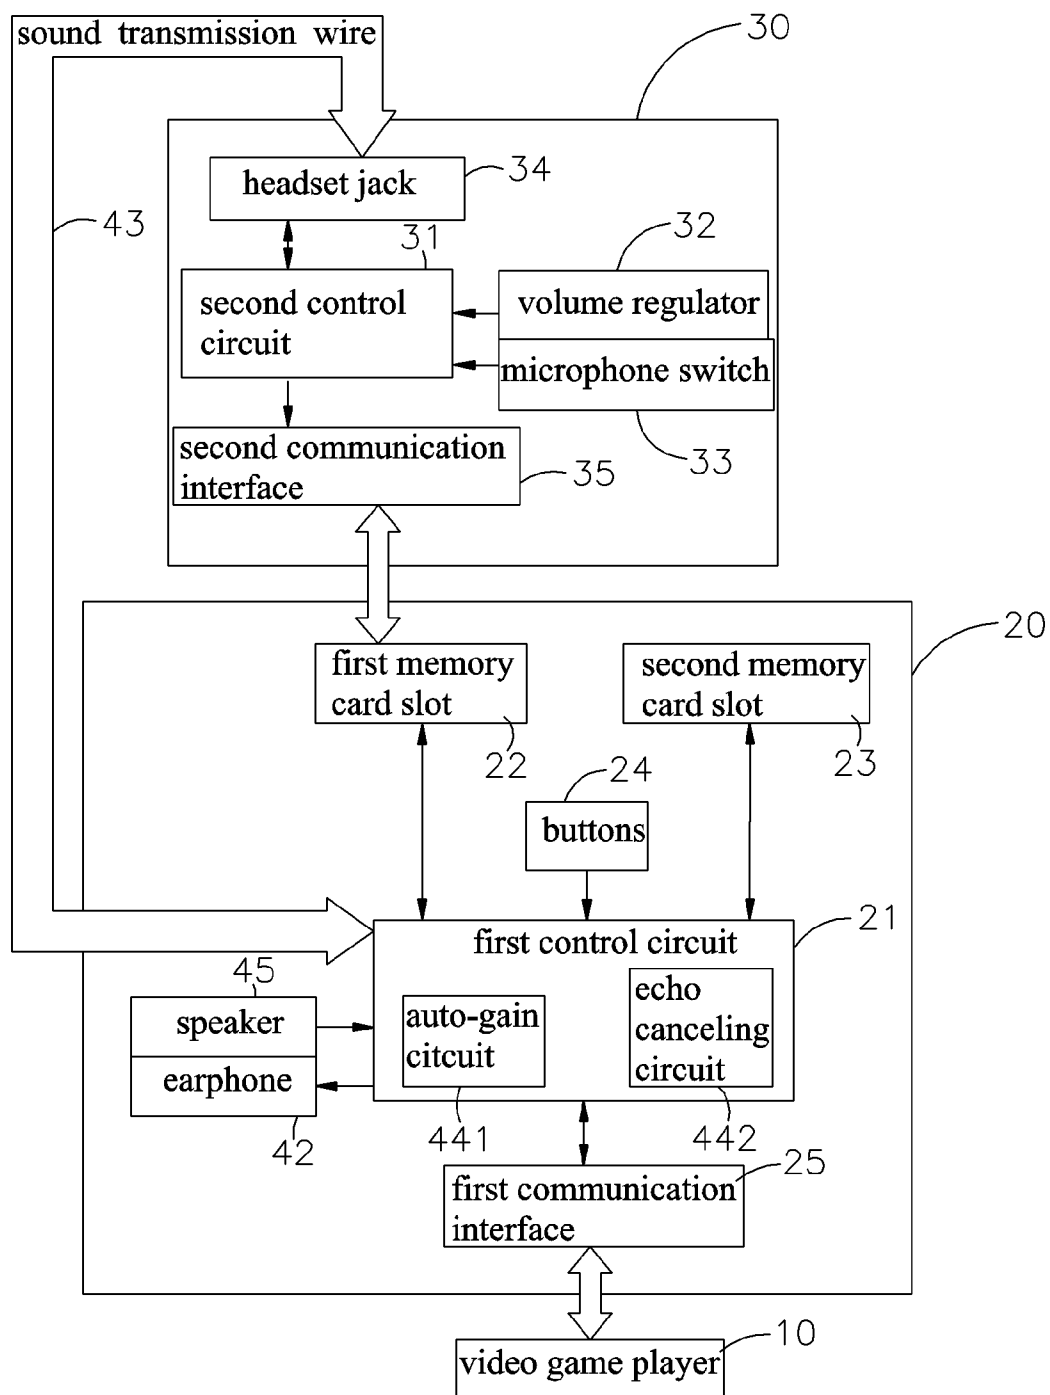 sound transmission wire
30
headset jack
34
43
31
32
second control
circuit
volume regulator
microphone switch
33
second communication
interface
35
20
first memory
card slot
22
second memory
card slot
23
24
buttons
21
first control circuit
45
speaker
earphone
42
auto-gain
citcuit
441
echo
canceling
circuit
442
25
first communication
interface
10
video game player